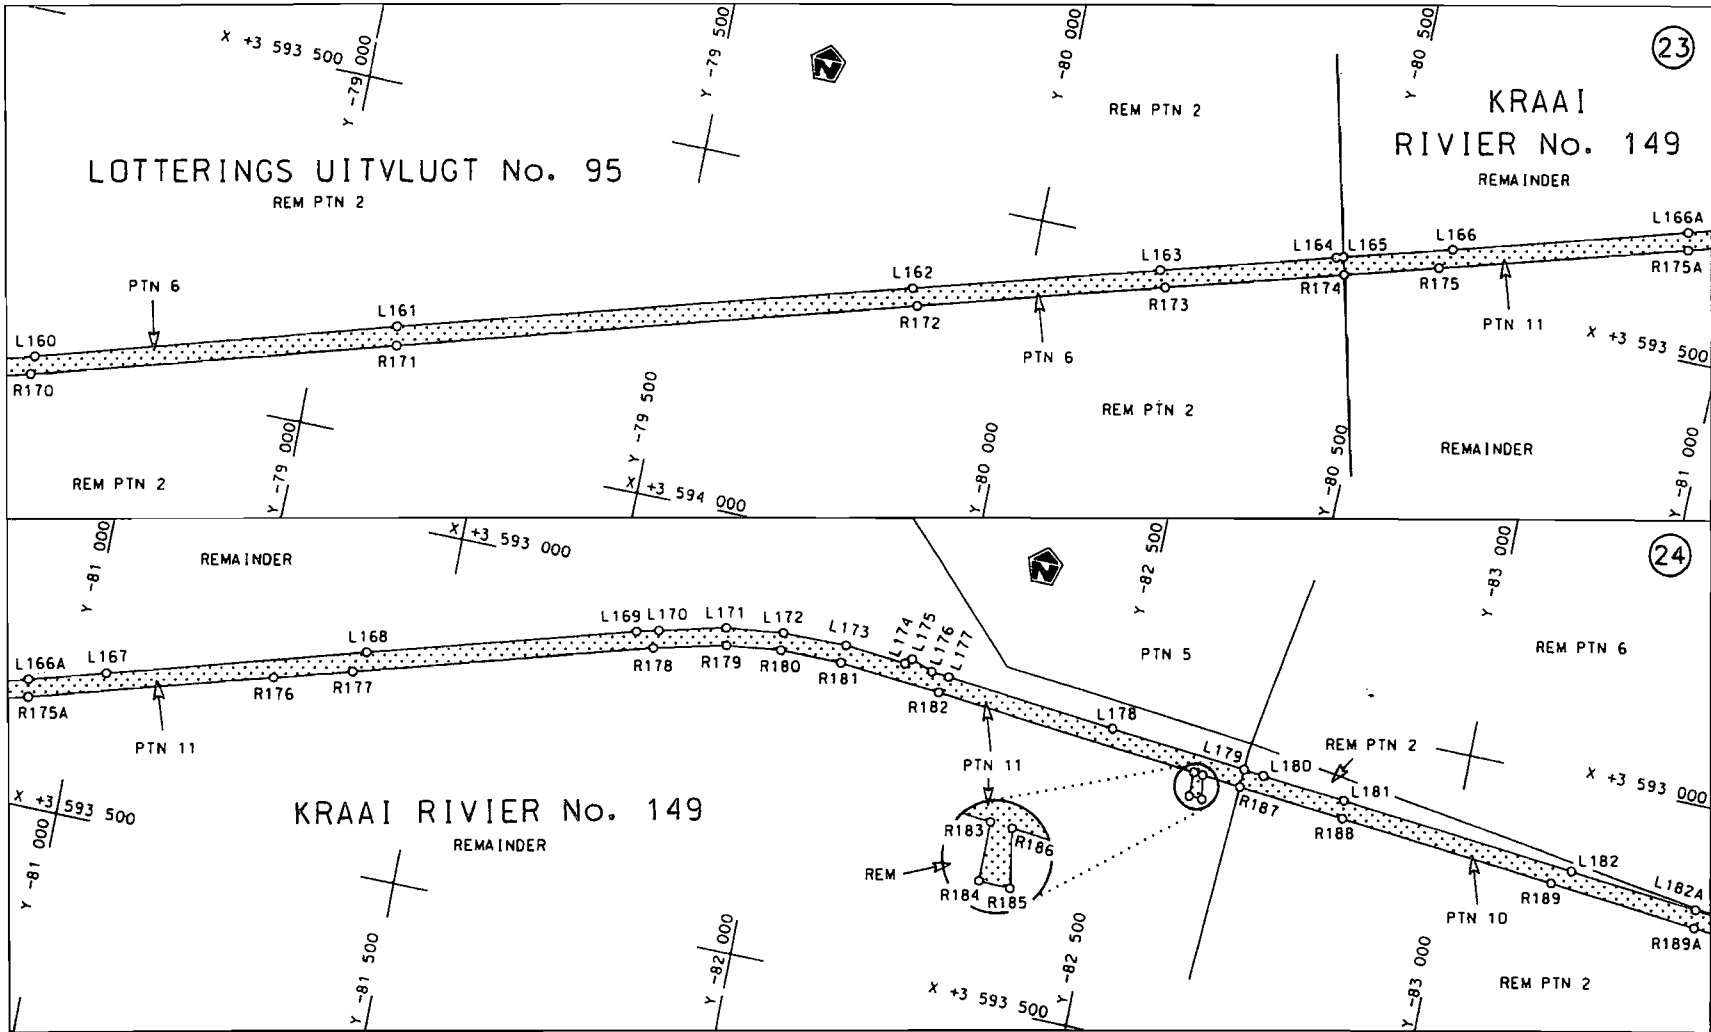 X +3 593 500
Y -79 000
Y -79 500
Y -80 000
Y -80 500
23
N
REM PTN 2
KRAAI
RIVIER No. 149
REMAINDER
LOTTERINGS UITVLUGT No. 95
REM PTN 2
PTN 6
L160
L161
L162
L163
L164
L165
L166
L166A
R170
R171
R172
R173
R174
R175
R175A
PTN 6
PTN 11
X +3 593 500
REM PTN 2
REM PTN 2
REMAINDER
Y -79 000
Y -79 500
X +3 594 000
Y -80 000
Y -80 500
Y -81 000
Y -81 000
REMAINDER
X +3 593 000
N
Y -82 500
Y -83 000
24
PTN 5
REM PTN 6
L166A
L167
L168
L169
L170
L171
L172
L173
L174
L175
L176
L177
L178
L179
L180
L181
L182
L182A
R175A
R176
R177
R178
R179
R180
R181
R182
R187
R188
R189
R189A
PTN 11
PTN 11
REM PTN 2
X +3 593 000
X +3 593 500
Y -81 000
KRAAI RIVIER No. 149
REMAINDER
R183
R186
REM
R184
R185
PTN 10
REM PTN 2
Y -81 500
Y -82 000
X +3 593 500
Y -82 500
Y -83 000